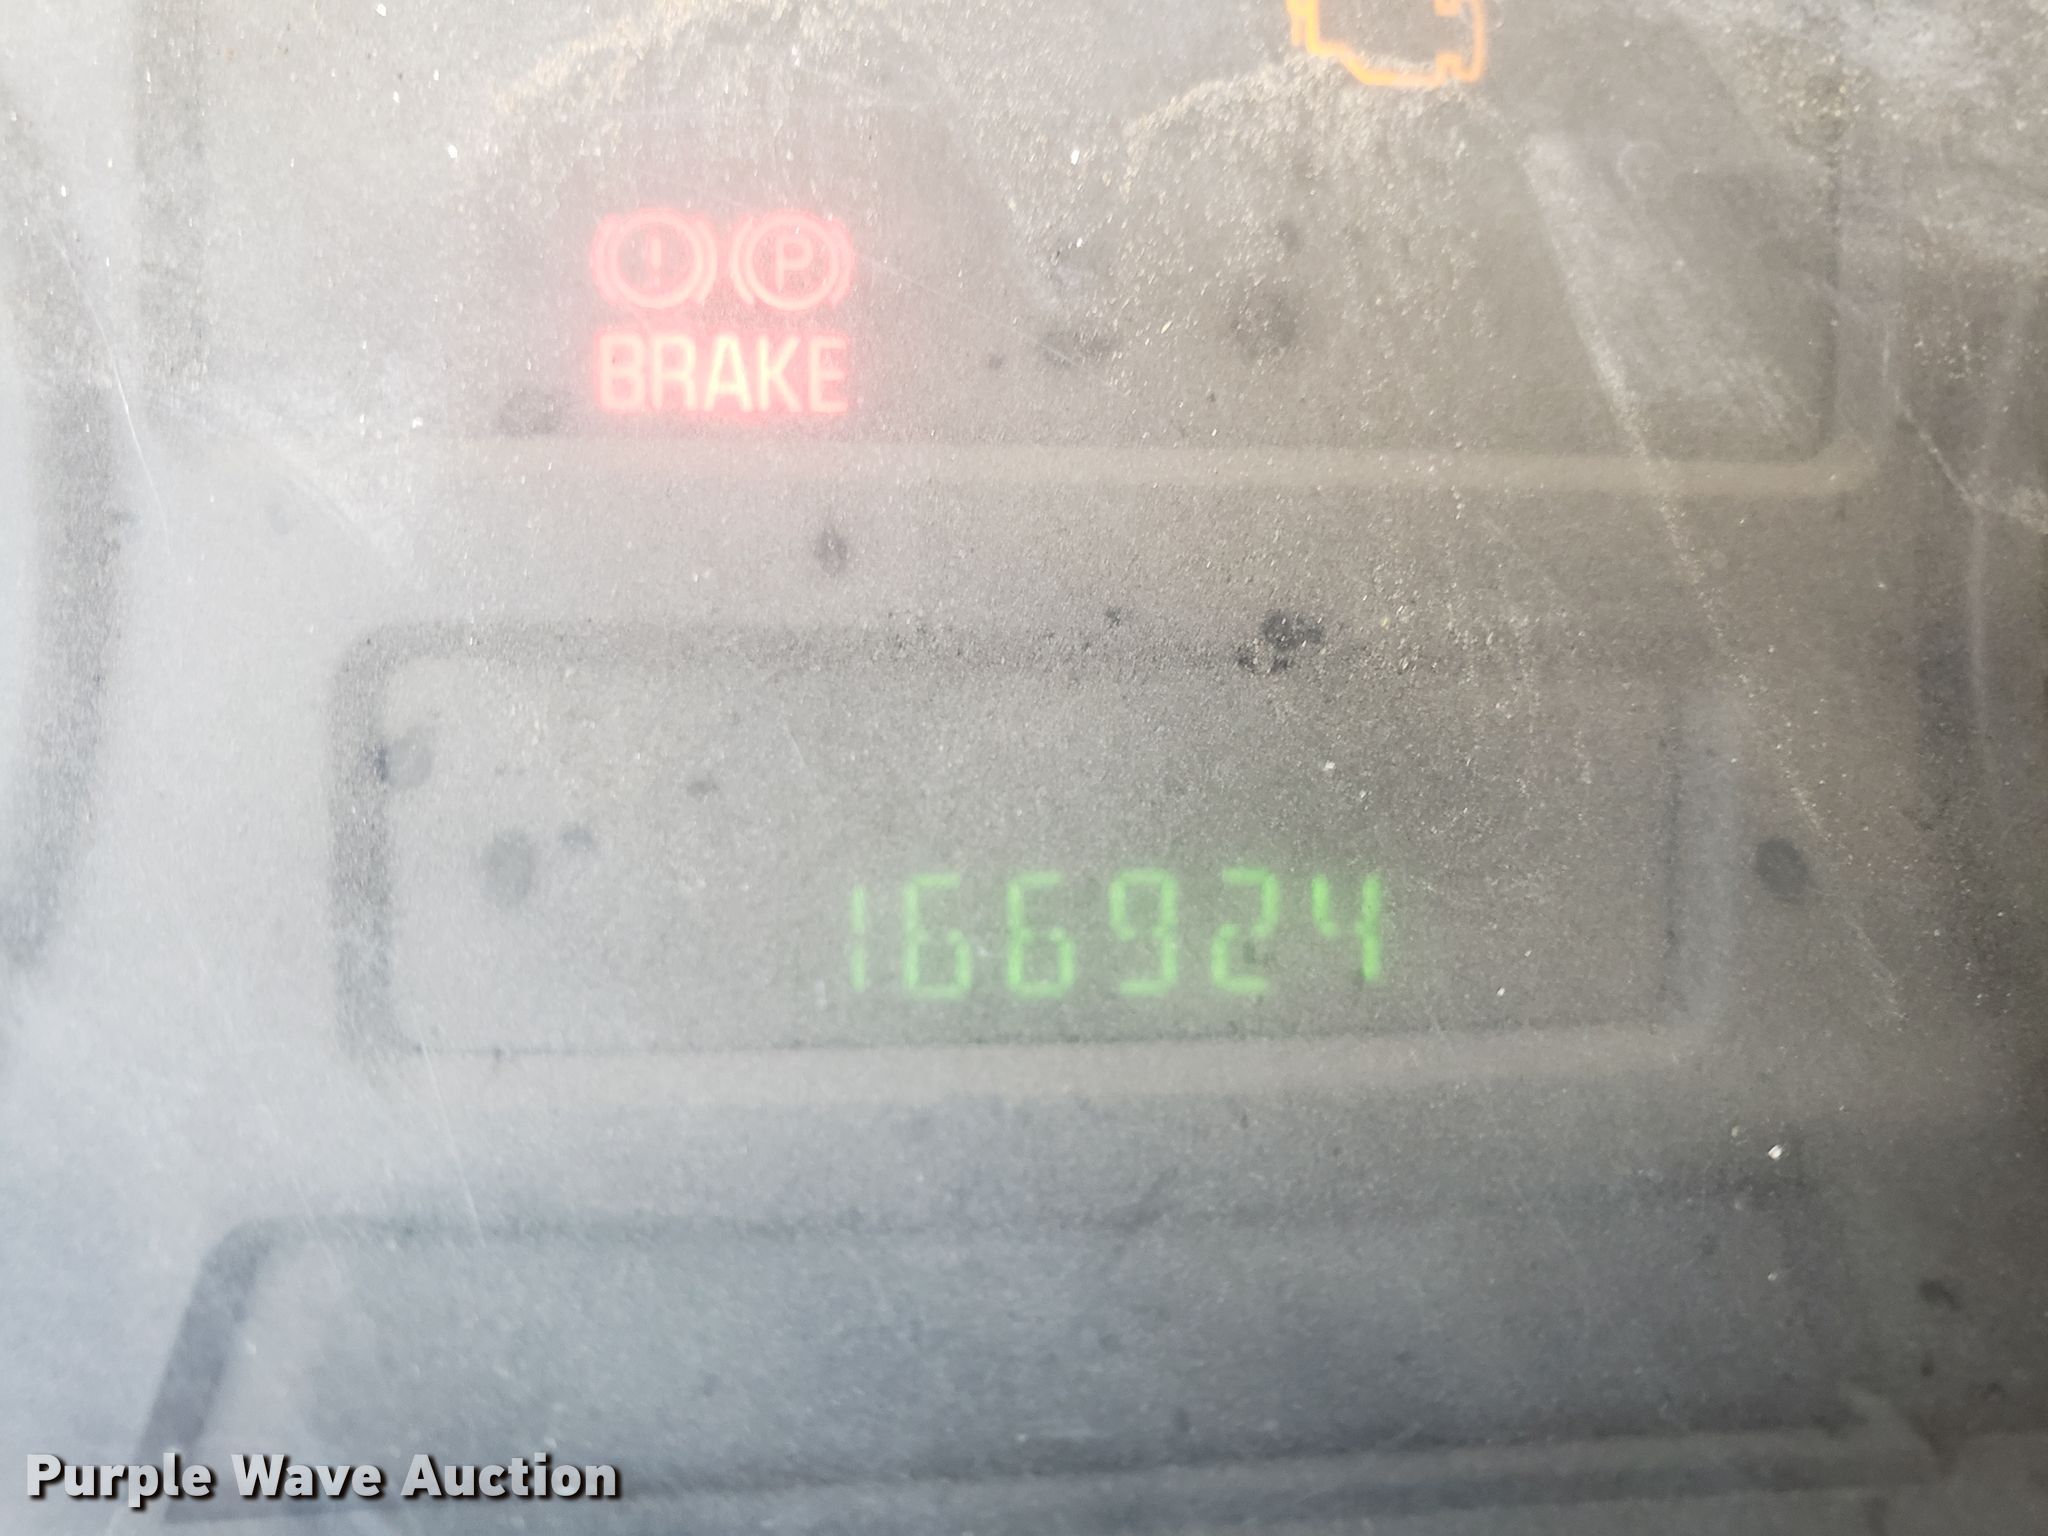 ! P
BRAKE
166924
Purple Wave Auction